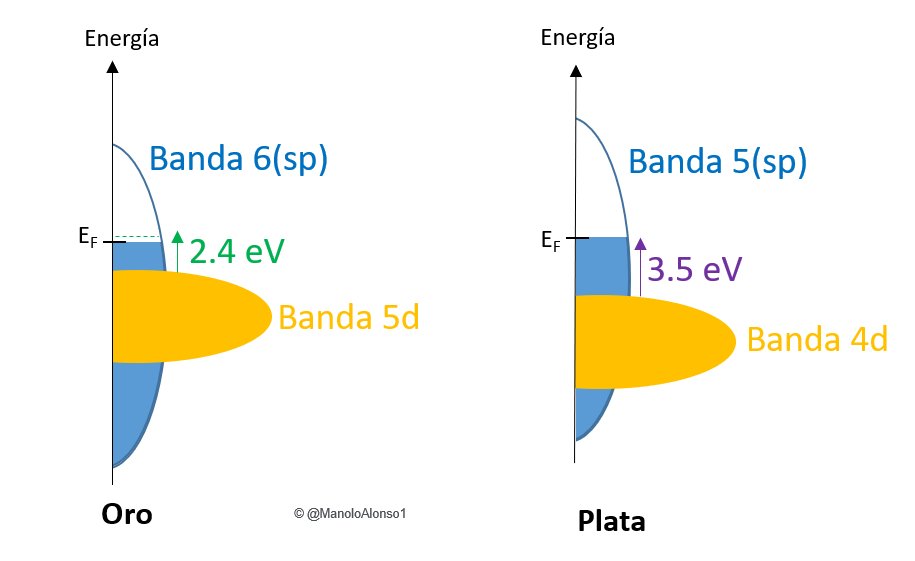 Energía
Banda 6(sp)
E_F
2.4 eV
Banda 5d
Oro
© @ManoloAlonso1
Energía
Banda 5(sp)
E_F
3.5 eV
Banda 4d
Plata